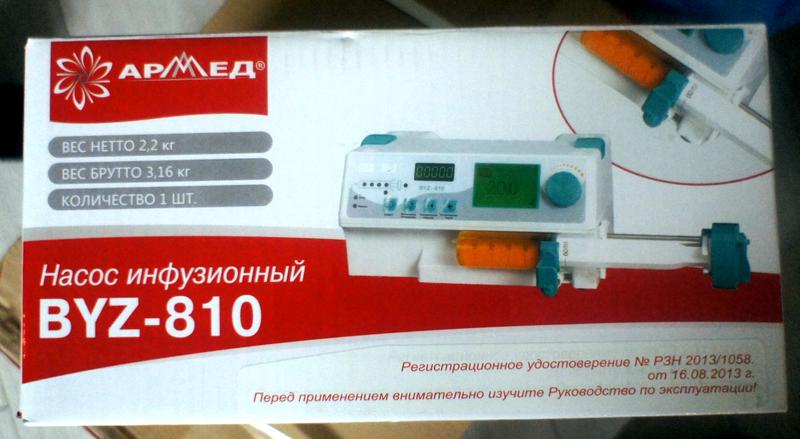 АРМЕД®
ВЕС НЕТТО 2,2 кг
ВЕС БРУТТО 3,16 кг
КОЛИЧЕСТВО 1 ШТ.
00000
BYZ-810
200
Насос инфузионный
BYZ-810
Регистрационное удостоверение № РЗН 2013/1058.
от 16.08.2013 г.
Перед применением внимательно изучите Руководство по эксплуатации!